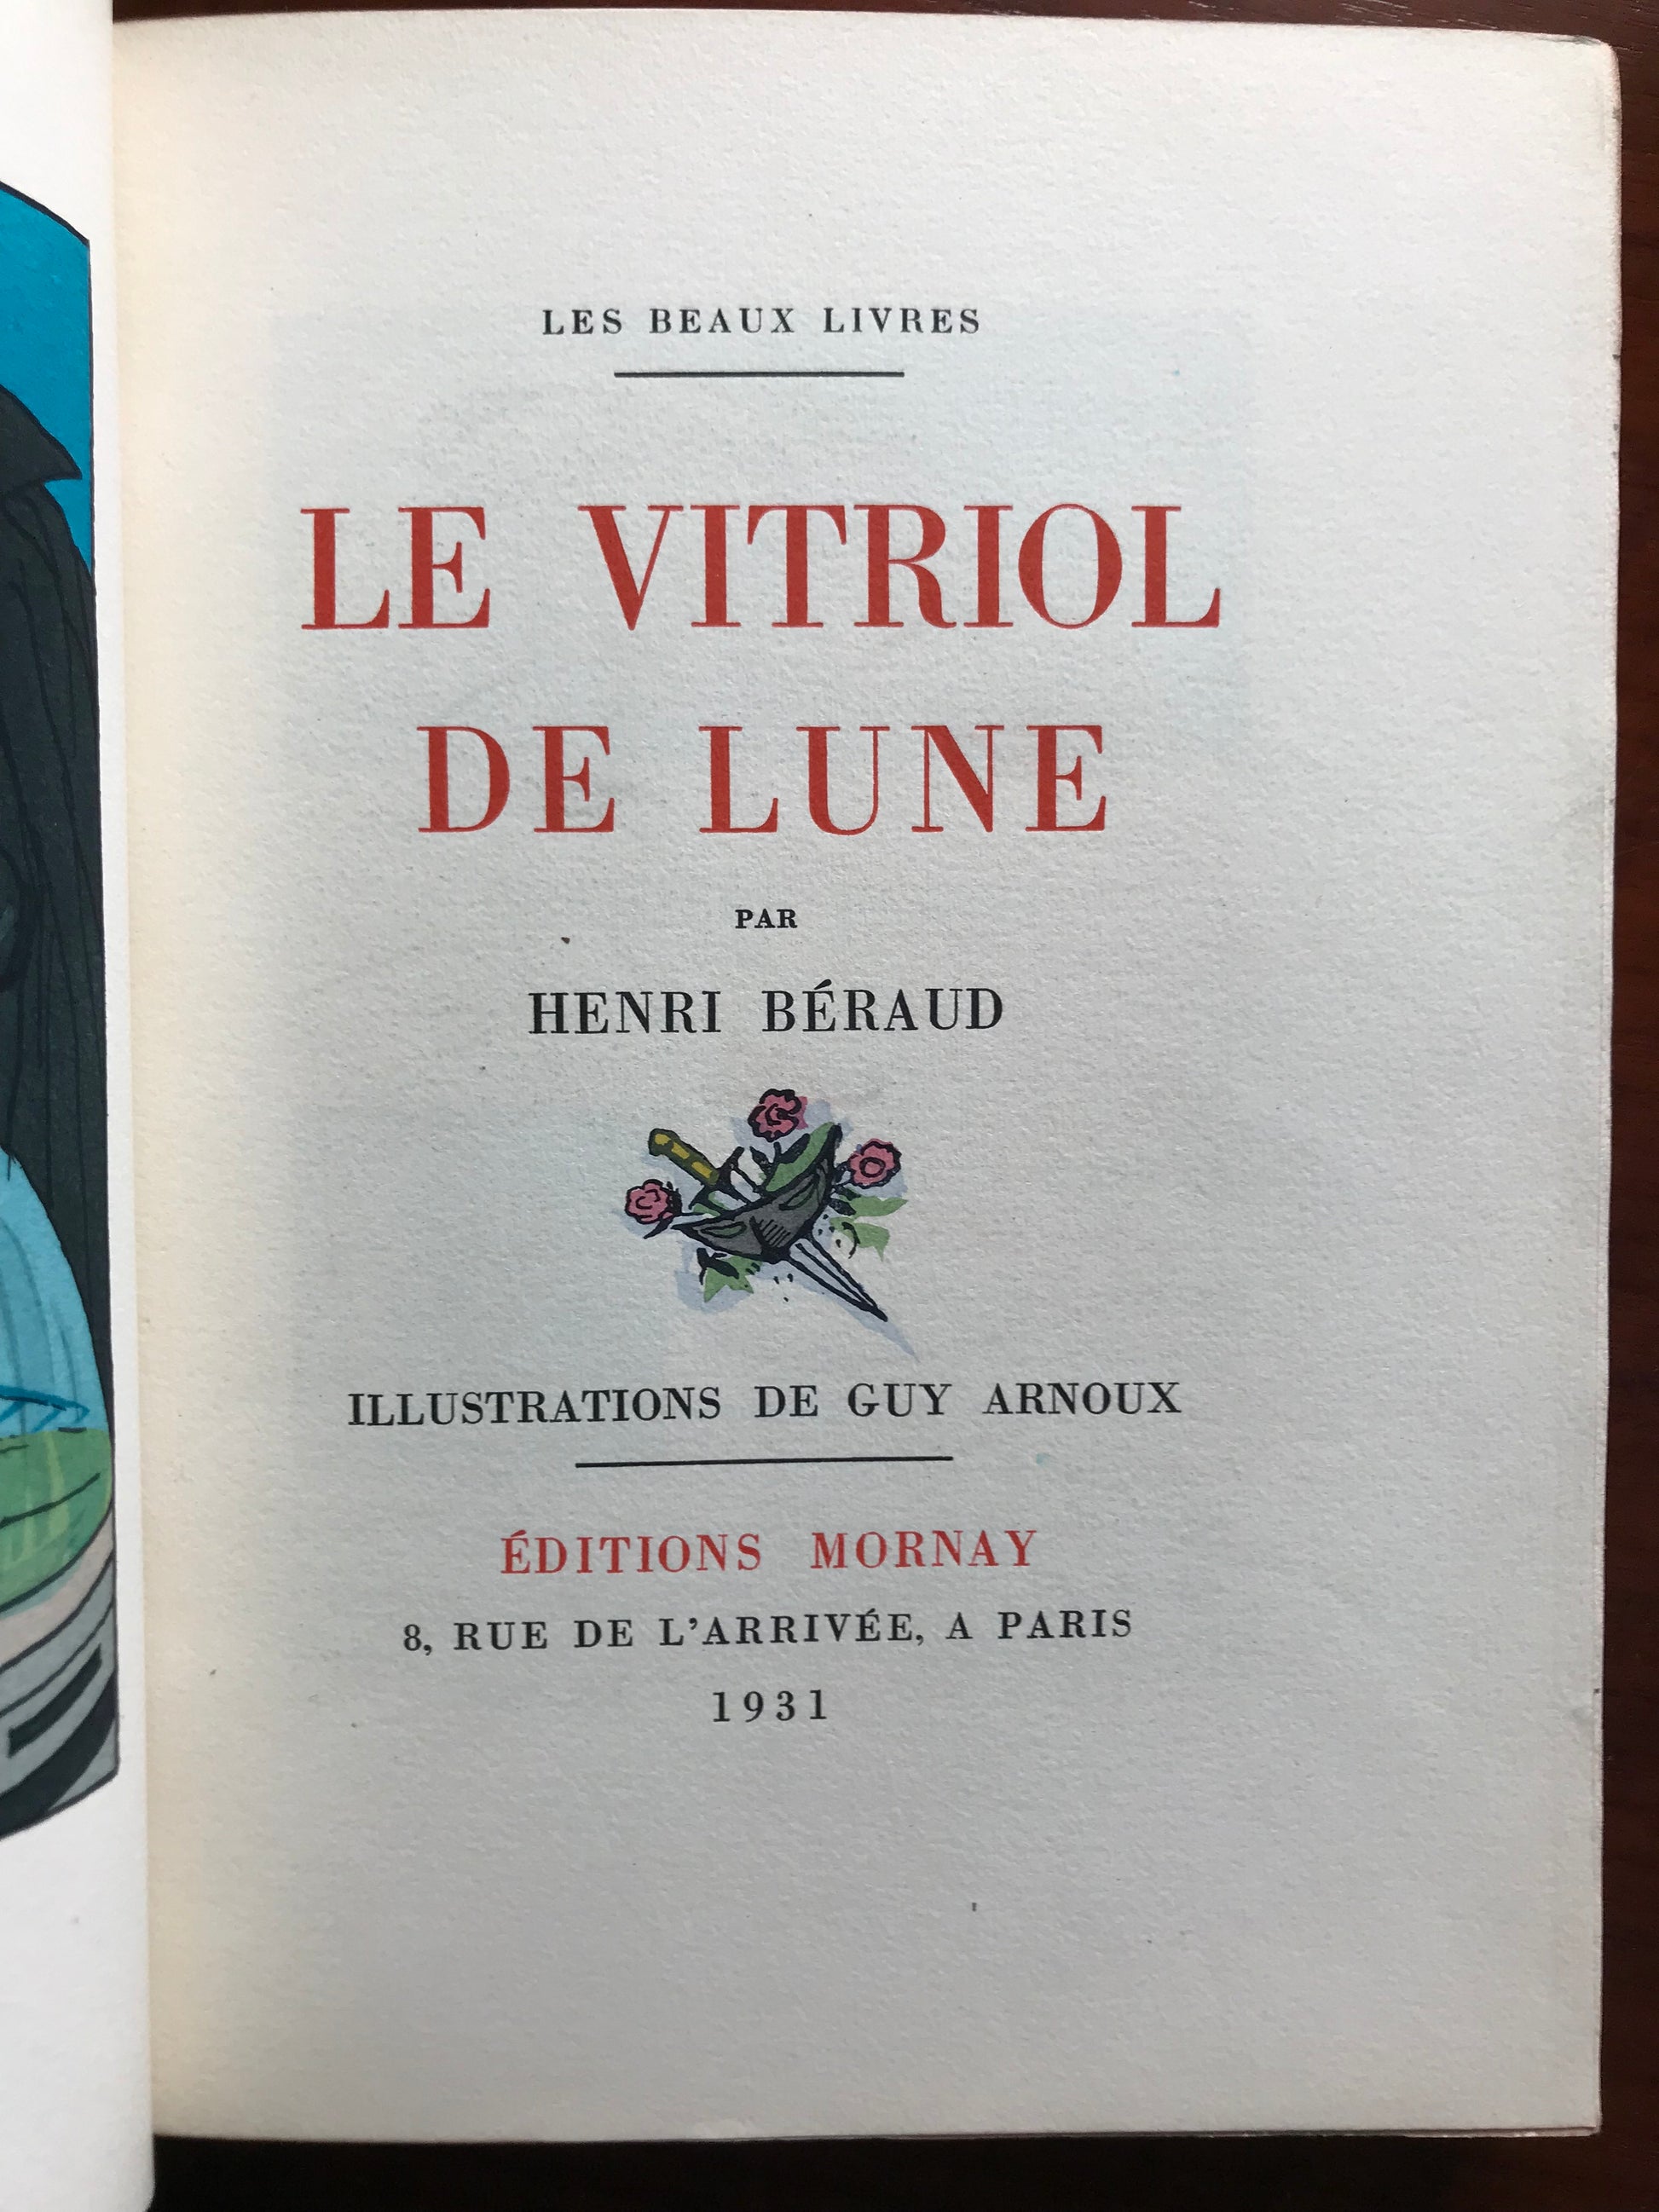 LES BEAUX LIVRES
LE VITRIOL
DE LUNE
PAR
HENRI BÉRAUD
ILLUSTRATIONS DE GUY ARNOUX
ÉDITIONS MORNAY
8, RUE DE L'ARRIVÉE, A PARIS
1931